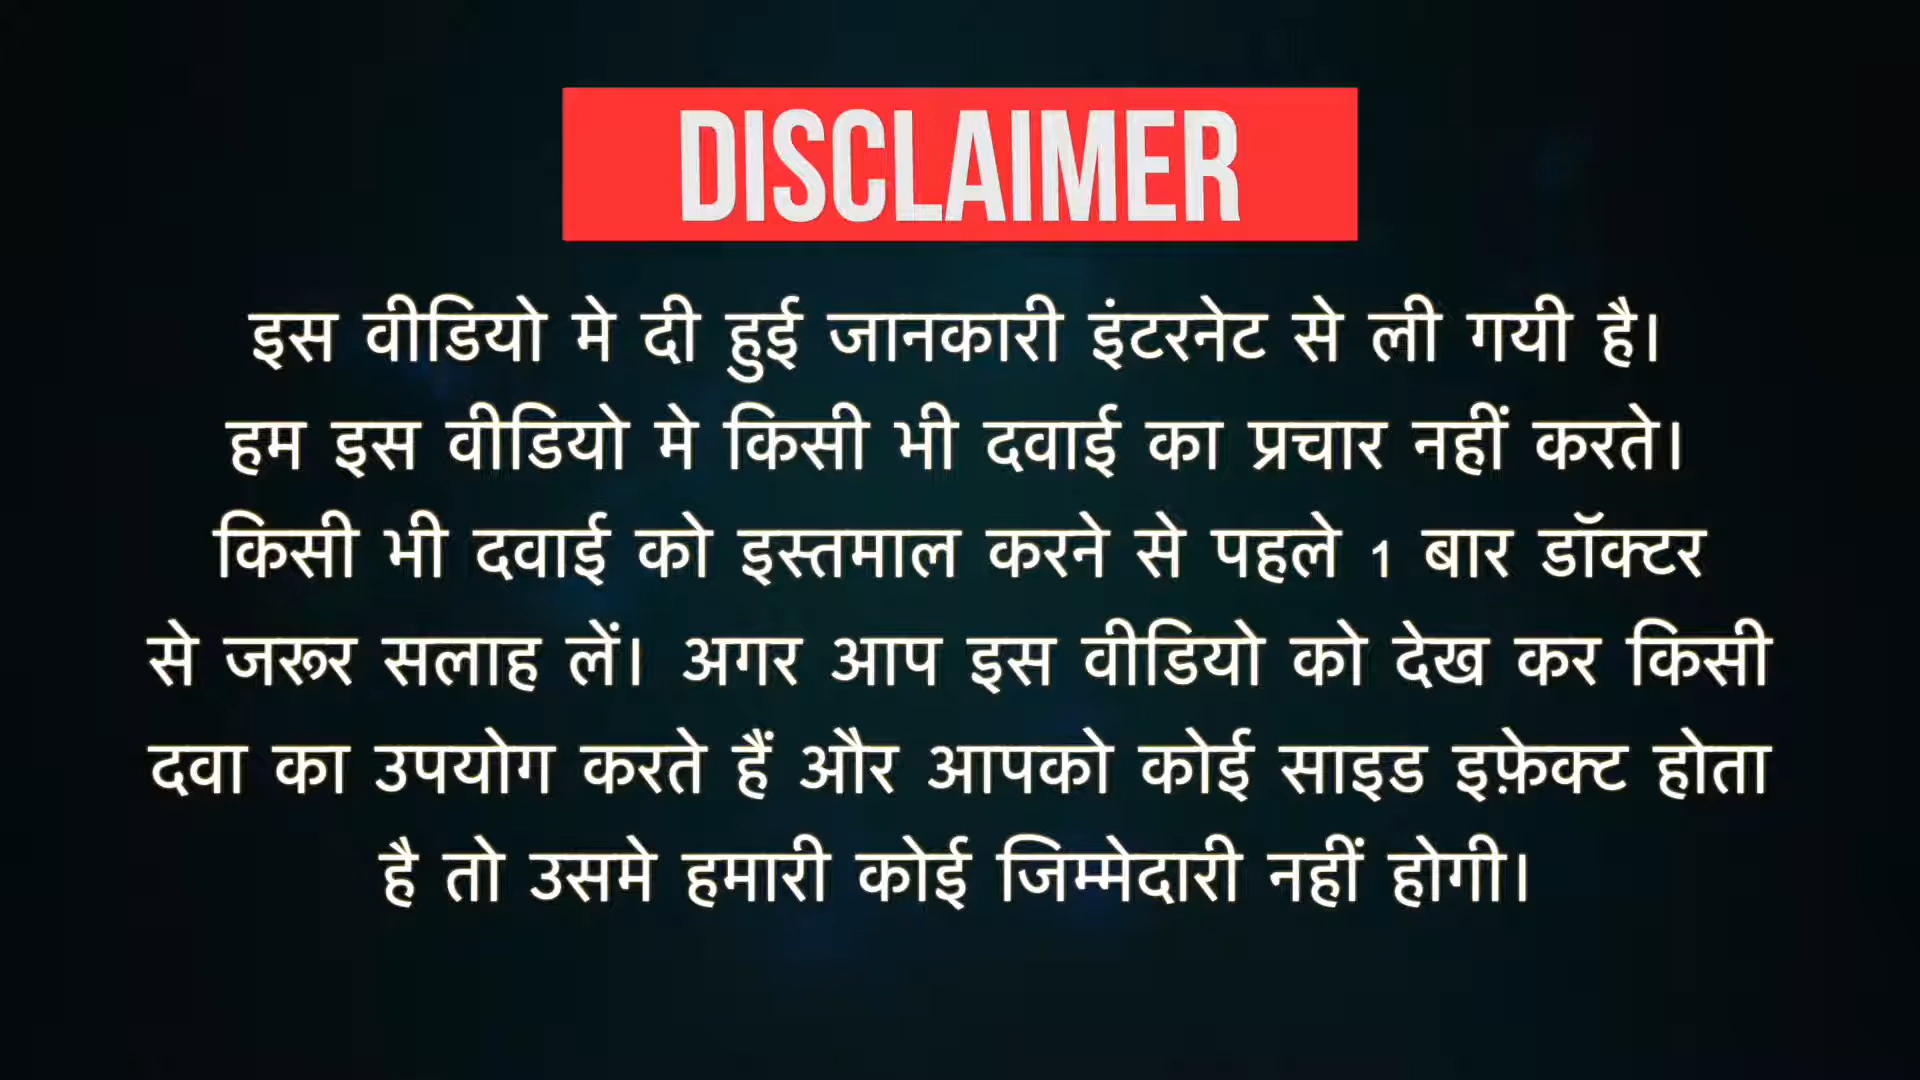 DISCLAIMER
इस वीडियो मे दी हुई जानकारी इंटरनेट से ली गयी है।
हम इस वीडियो मे किसी भी दवाई का प्रचार नहीं करते।
किसी भी दवाई को इस्तमाल करने से पहले 1 बार डॉक्टर
से जरूर सलाह लें। अगर आप इस वीडियो को देख कर किसी
दवा का उपयोग करते हैं और आपको कोई साइड इफ़ेक्ट होता
है तो उसमे हमारी कोई जिम्मेदारी नहीं होगी।